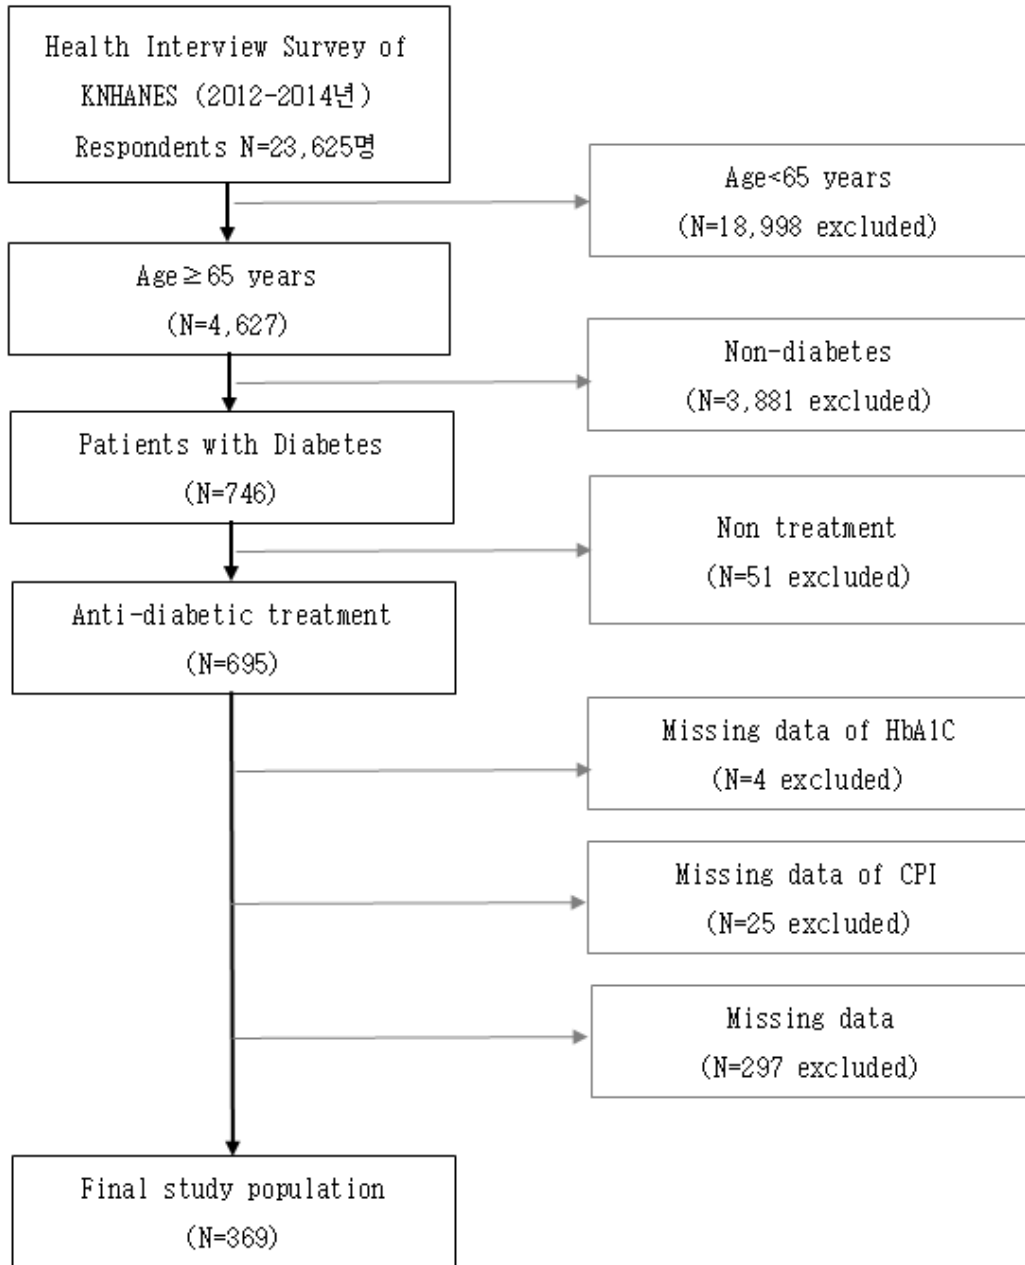 Health Interview Survey of
KNHANES (2012-2014년)
Respondents N=23,625명
Age<65 years
(N=18,998 excluded)
Age≥65 years
(N=4,627)
Non-diabetes
(N=3,881 excluded)
Patients with Diabetes
(N=746)
Non treatment
(N=51 excluded)
Anti-diabetic treatment
(N=695)
Missing data of HbA1C
(N=4 excluded)
Missing data of CPI
(N=25 excluded)
Missing data
(N=297 excluded)
Final study population
(N=369)